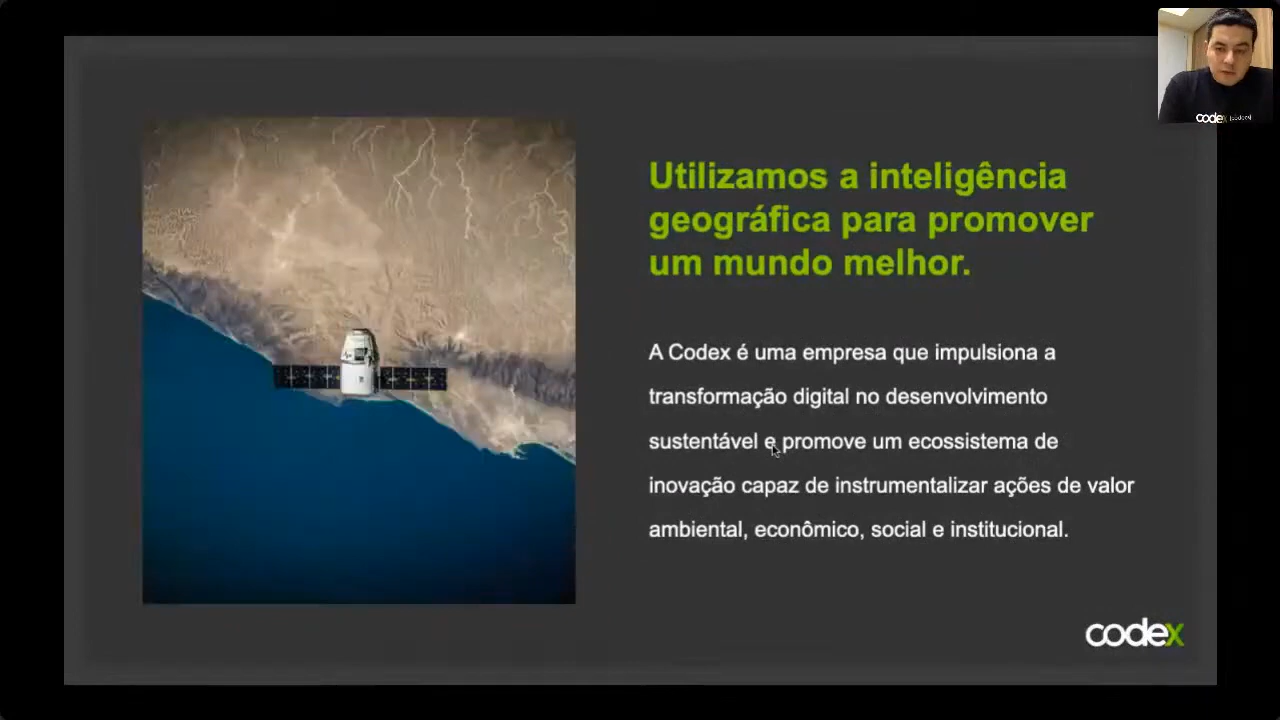 Utilizamos a inteligência
geográfica para promover
um mundo melhor.
A Codex é uma empresa que impulsiona a
transformação digital no desenvolvimento
sustentável e promove um ecossistema de
inovação capaz de instrumentalizar ações de valor
ambiental, econômico, social e institucional.
codex
codex